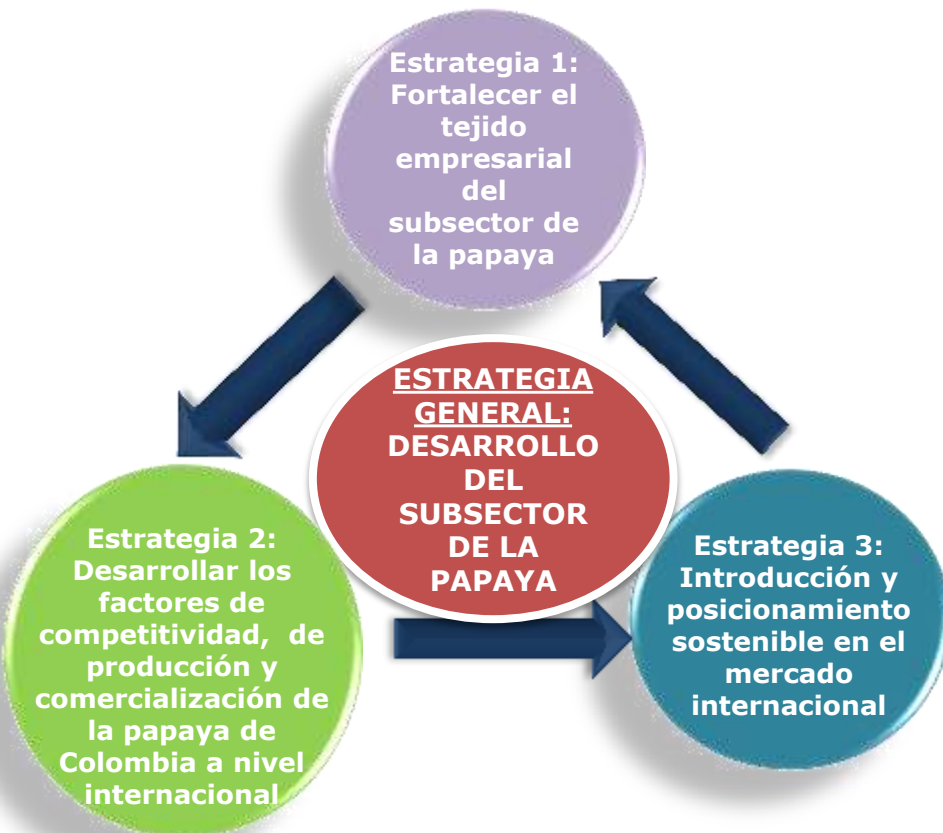 Estrategia 1:
Fortalecer el
tejido
empresarial
del
subsector de
la papaya
ESTRATEGIA
GENERAL:
DESARROLLO
DEL
SUBSECTOR
DE LA
PAPAYA
Estrategia 2:
Desarrollar los
factores de
competitividad, de
producción y
comercialización de
la papaya de
Colombia a nivel
internacional
Estrategia 3:
Introducción y
posicionamiento
sostenible en el
mercado
internacional